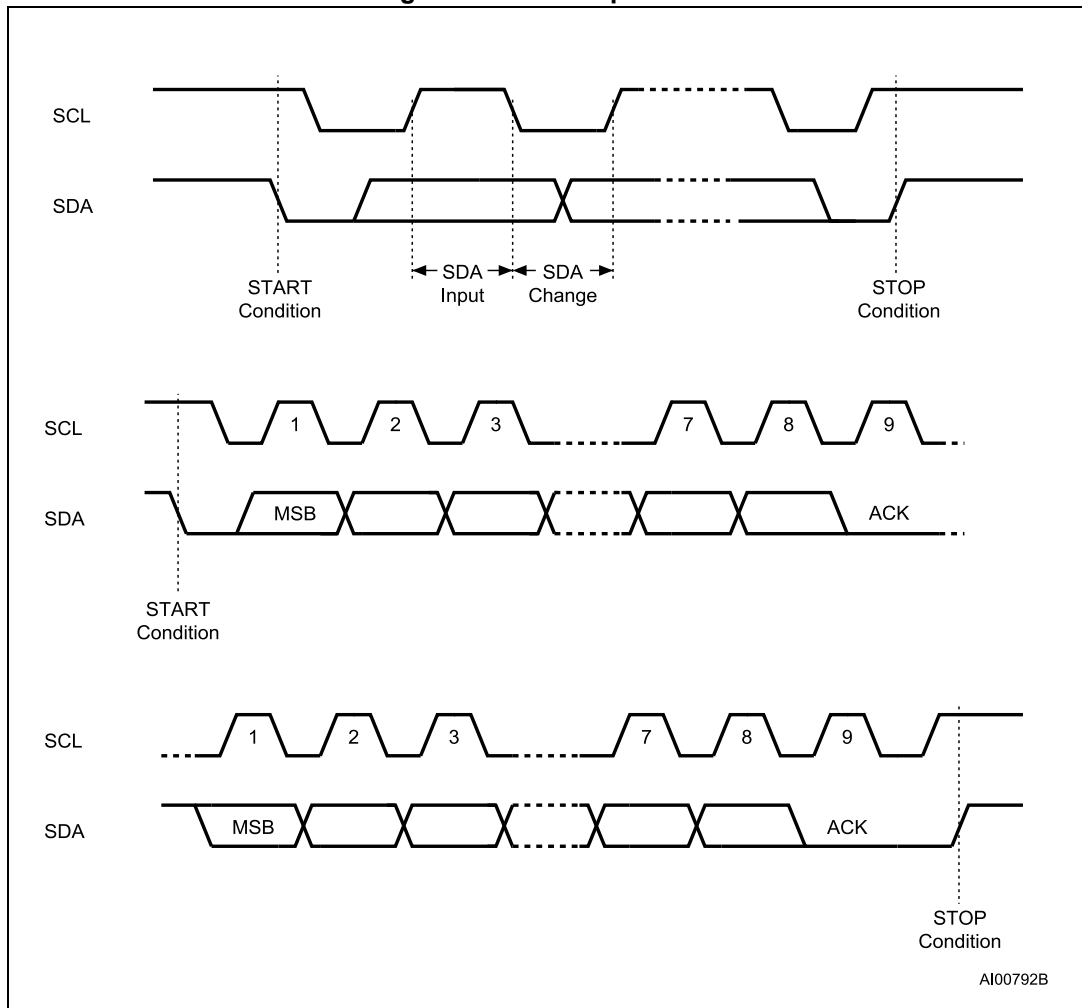 SCL
SDA
SDA
Input
SDA
Change
START
Condition
STOP
Condition
SCL
1 2 3 7 8 9
SDA
MSB ACK
START
Condition
SCL
1 2 3 7 8 9
SDA
MSB ACK
STOP
Condition
AI00792B